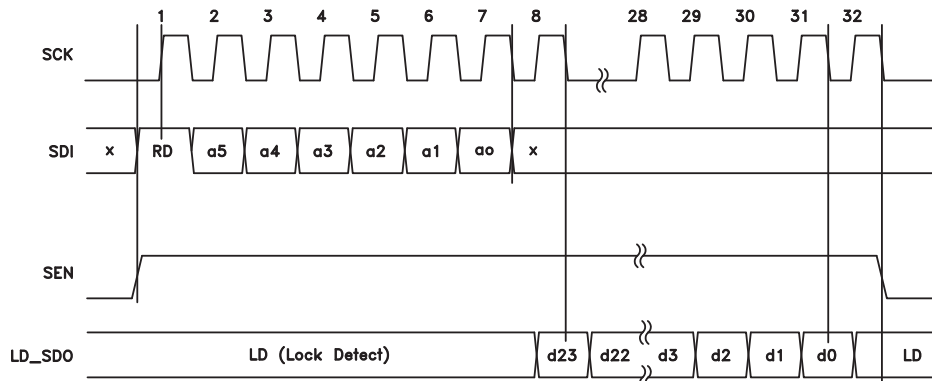 1 2 3 4 5 6 7 8 28 29 30 31 32
SCK
SDI x RD a5 a4 a3 a2 a1 ao x
SEN
LD_SDO LD (Lock Detect) d23 d22 d3 d2 d1 d0 LD